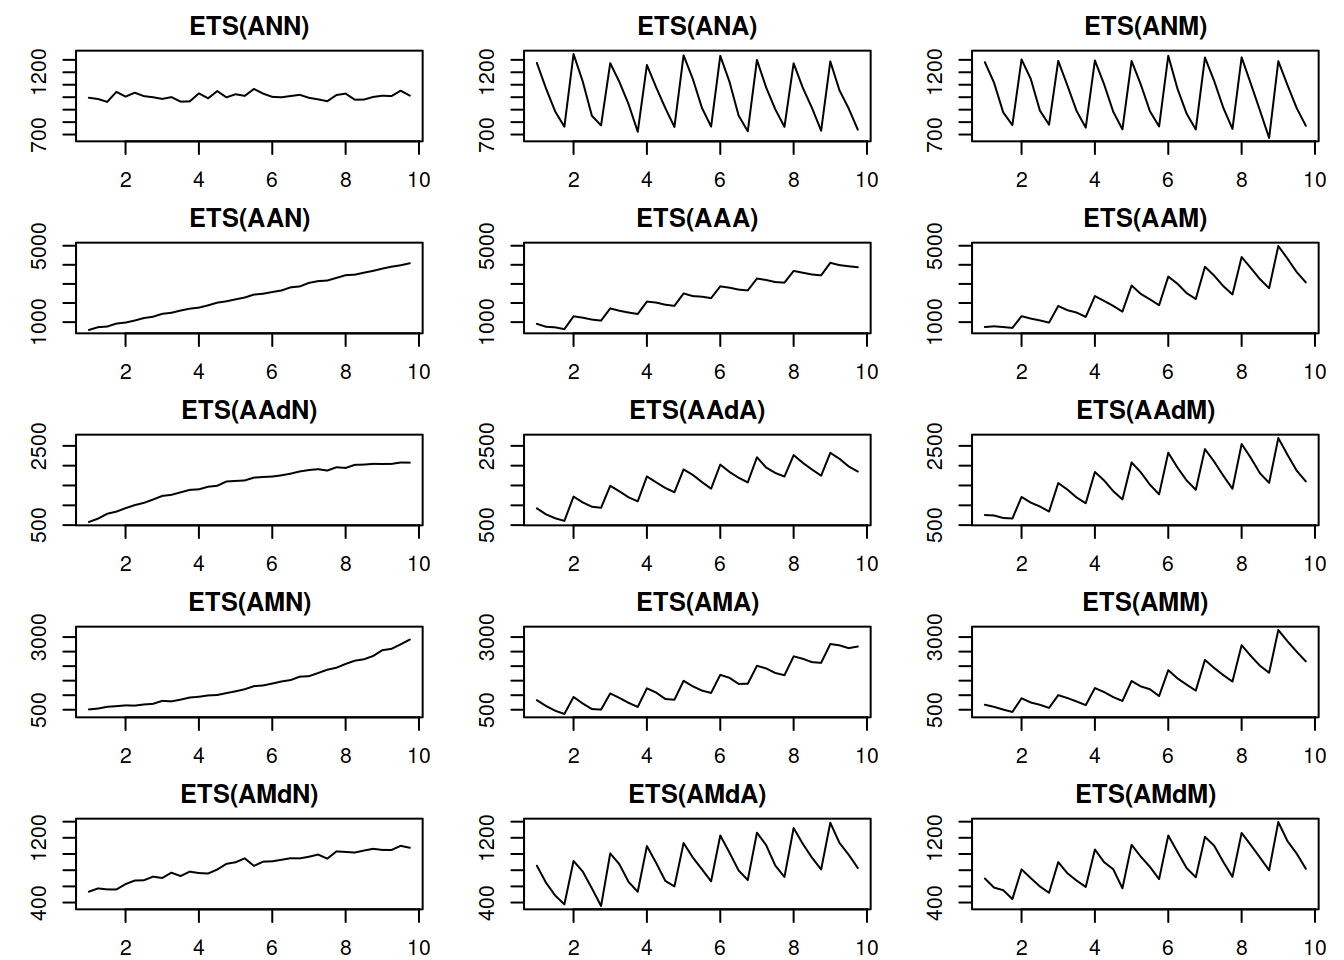 ETS(ANN) ETS(ANA) ETS(ANM)
1200 1200 1200
700 700 700
2 4 6 8 10 2 4 6 8 10 2 4 6 8 10
ETS(AAN) ETS(AAA) ETS(AAM)
5000 5000 5000
1000 1000 1000
2 4 6 8 10 2 4 6 8 10 2 4 6 8 10
ETS(AAdN) ETS(AAdA) ETS(AAdM)
2500 2500 2500
500 500 500
2 4 6 8 10 2 4 6 8 10 2 4 6 8 10
ETS(AMN) ETS(AMA) ETS(AMM)
3000 3000 3000
500 500 500
2 4 6 8 10 2 4 6 8 10 2 4 6 8 10
ETS(AMdN) ETS(AMdA) ETS(AMdM)
1200 1200 1200
400 400 400
2 4 6 8 10 2 4 6 8 10 2 4 6 8 10